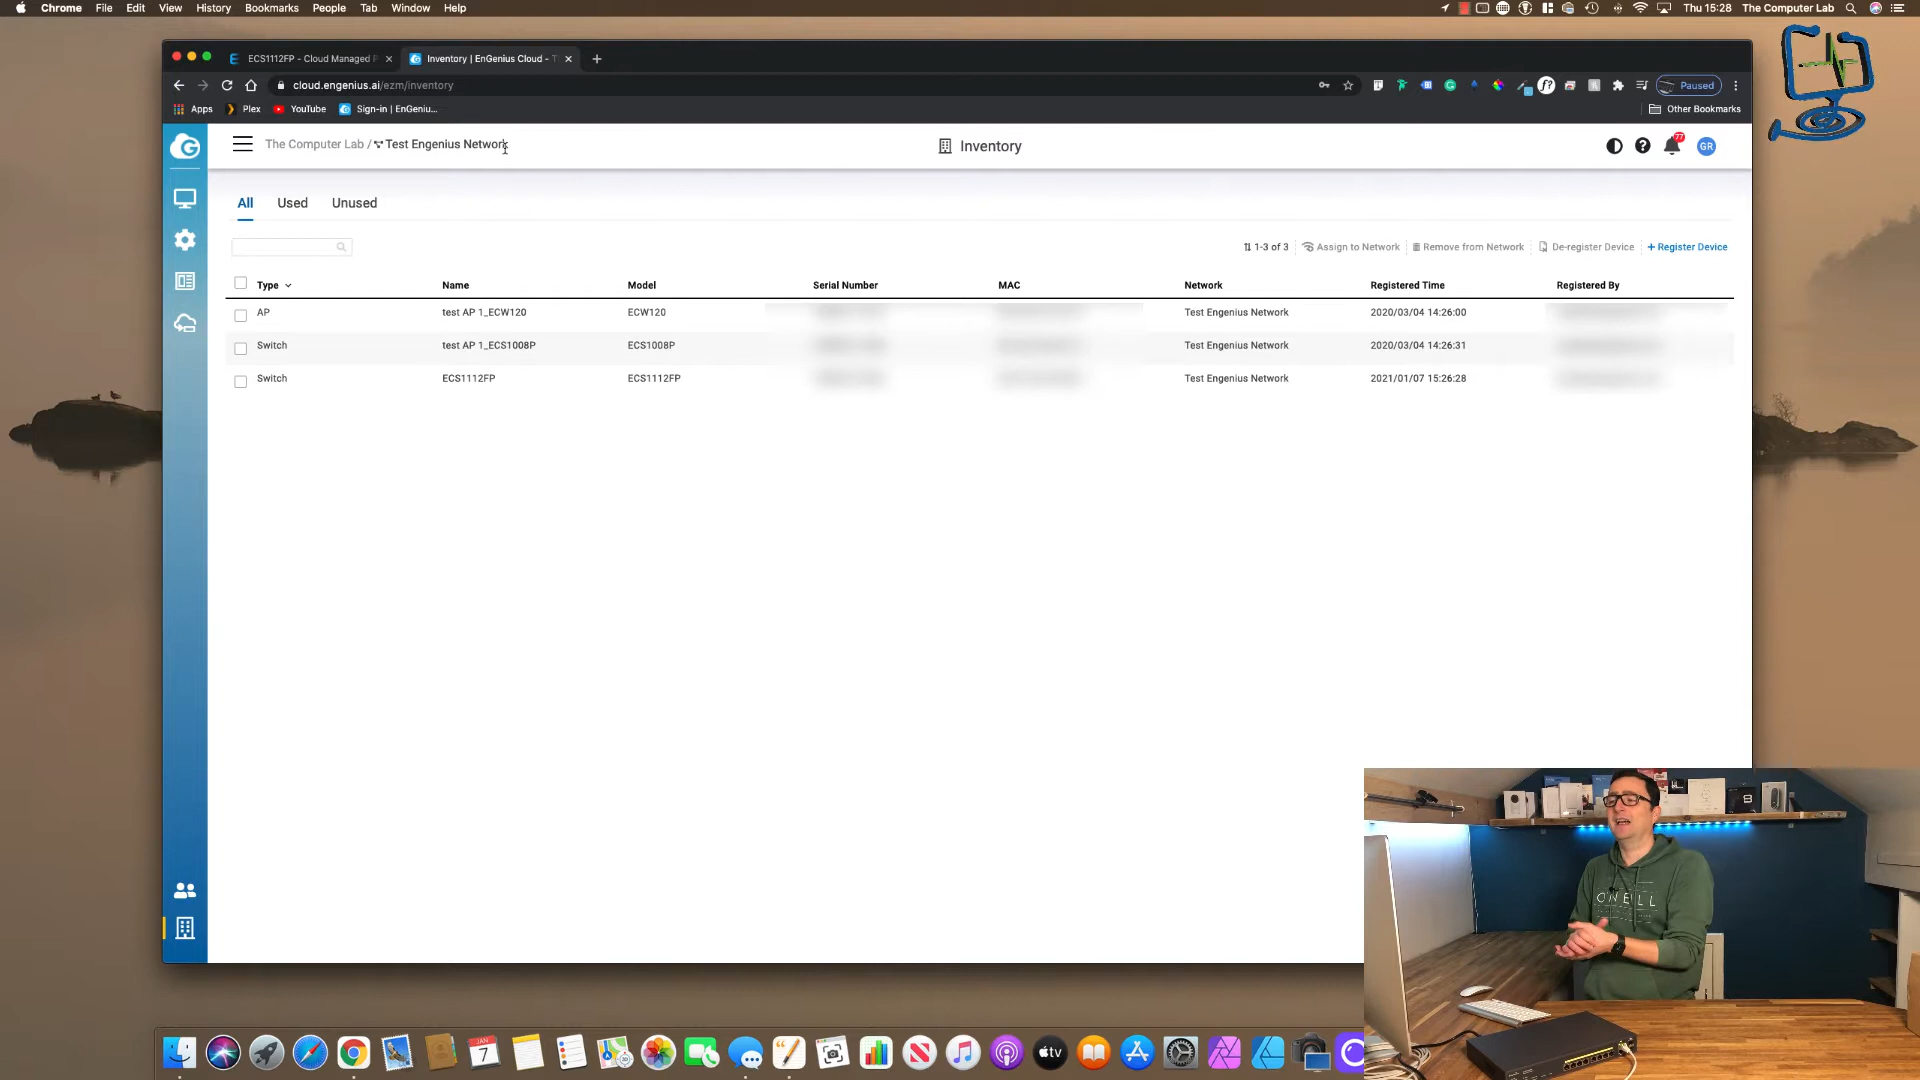 Chrome File Edit View History Bookmarks People Tab Window Help
Thu 15:28 The Computer Lab
ECS1112FP - Cloud Managed P
Inventory | EnGenius Cloud - T
cloud.engenius.ai/ezm/inventory
Paused
Apps Plex YouTube Sign-in | EnGeniu...
Other Bookmarks
The Computer Lab / Test Engenius Network
Inventory
77
GR
All Used Unused
1-3 of 3 Assign to Network Remove from Network De-register Device + Register Device
Type Name Model Serial Number MAC Network Registered Time Registered By
AP test AP 1_ECW120 ECW120 Test Engenius Network 2020/03/04 14:26:00
Switch test AP 1_ECS1008P ECS1008P Test Engenius Network 2020/03/04 14:26:31
Switch ECS1112FP ECS1112FP Test Engenius Network 2021/01/07 15:26:28
O'NEILL
JAN
7
tv